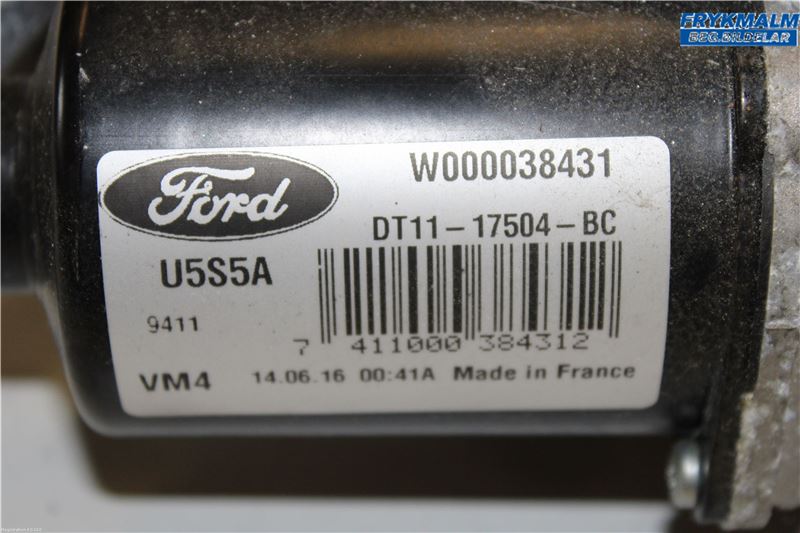 FRYKMALM
BEG.BILDELAR
Ford
W000038431
DT11-17504-BC
U5S5A
9411
7 411000 384312
VM4
14.06.16 00:41A Made in France